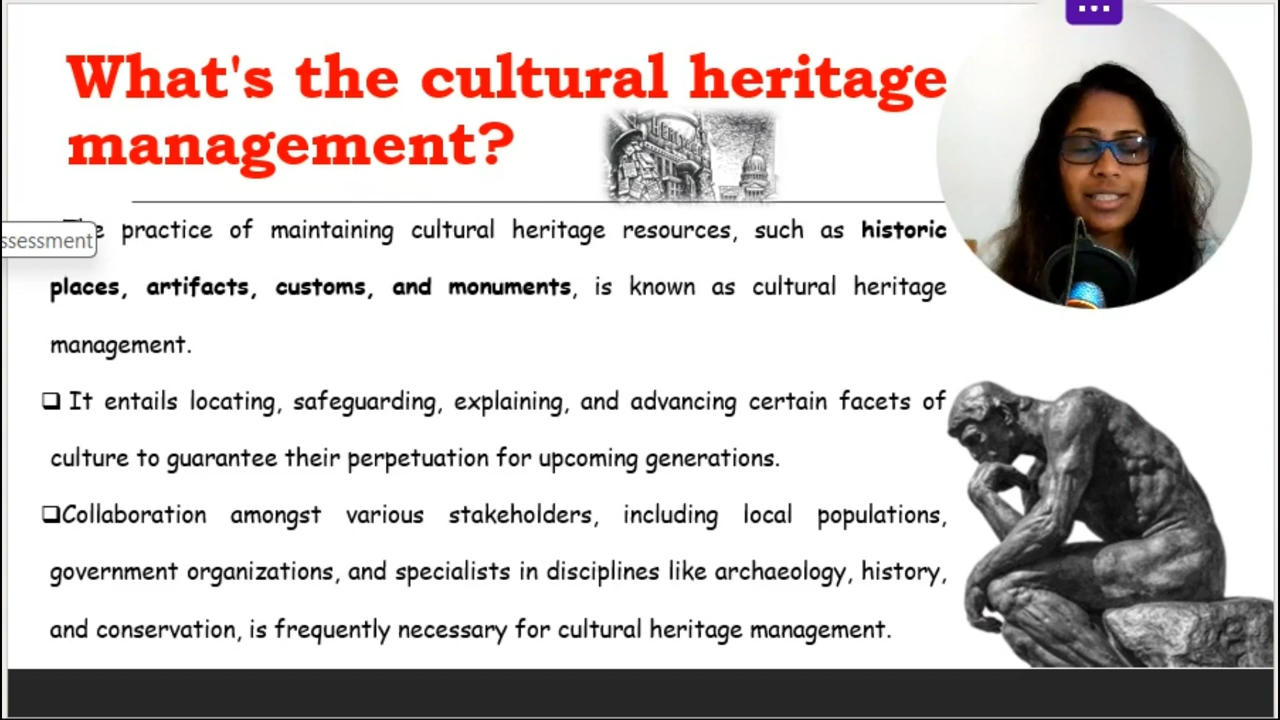 What's the cultural heritage
management?
The practice of maintaining cultural heritage resources, such as historic
ssessment
places, artifacts, customs, and monuments, is known as cultural heritage
management.
❑ It entails locating, safeguarding, explaining, and advancing certain facets of
culture to guarantee their perpetuation for upcoming generations.
❑Collaboration amongst various stakeholders, including local populations,
government organizations, and specialists in disciplines like archaeology, history,
and conservation, is frequently necessary for cultural heritage management.